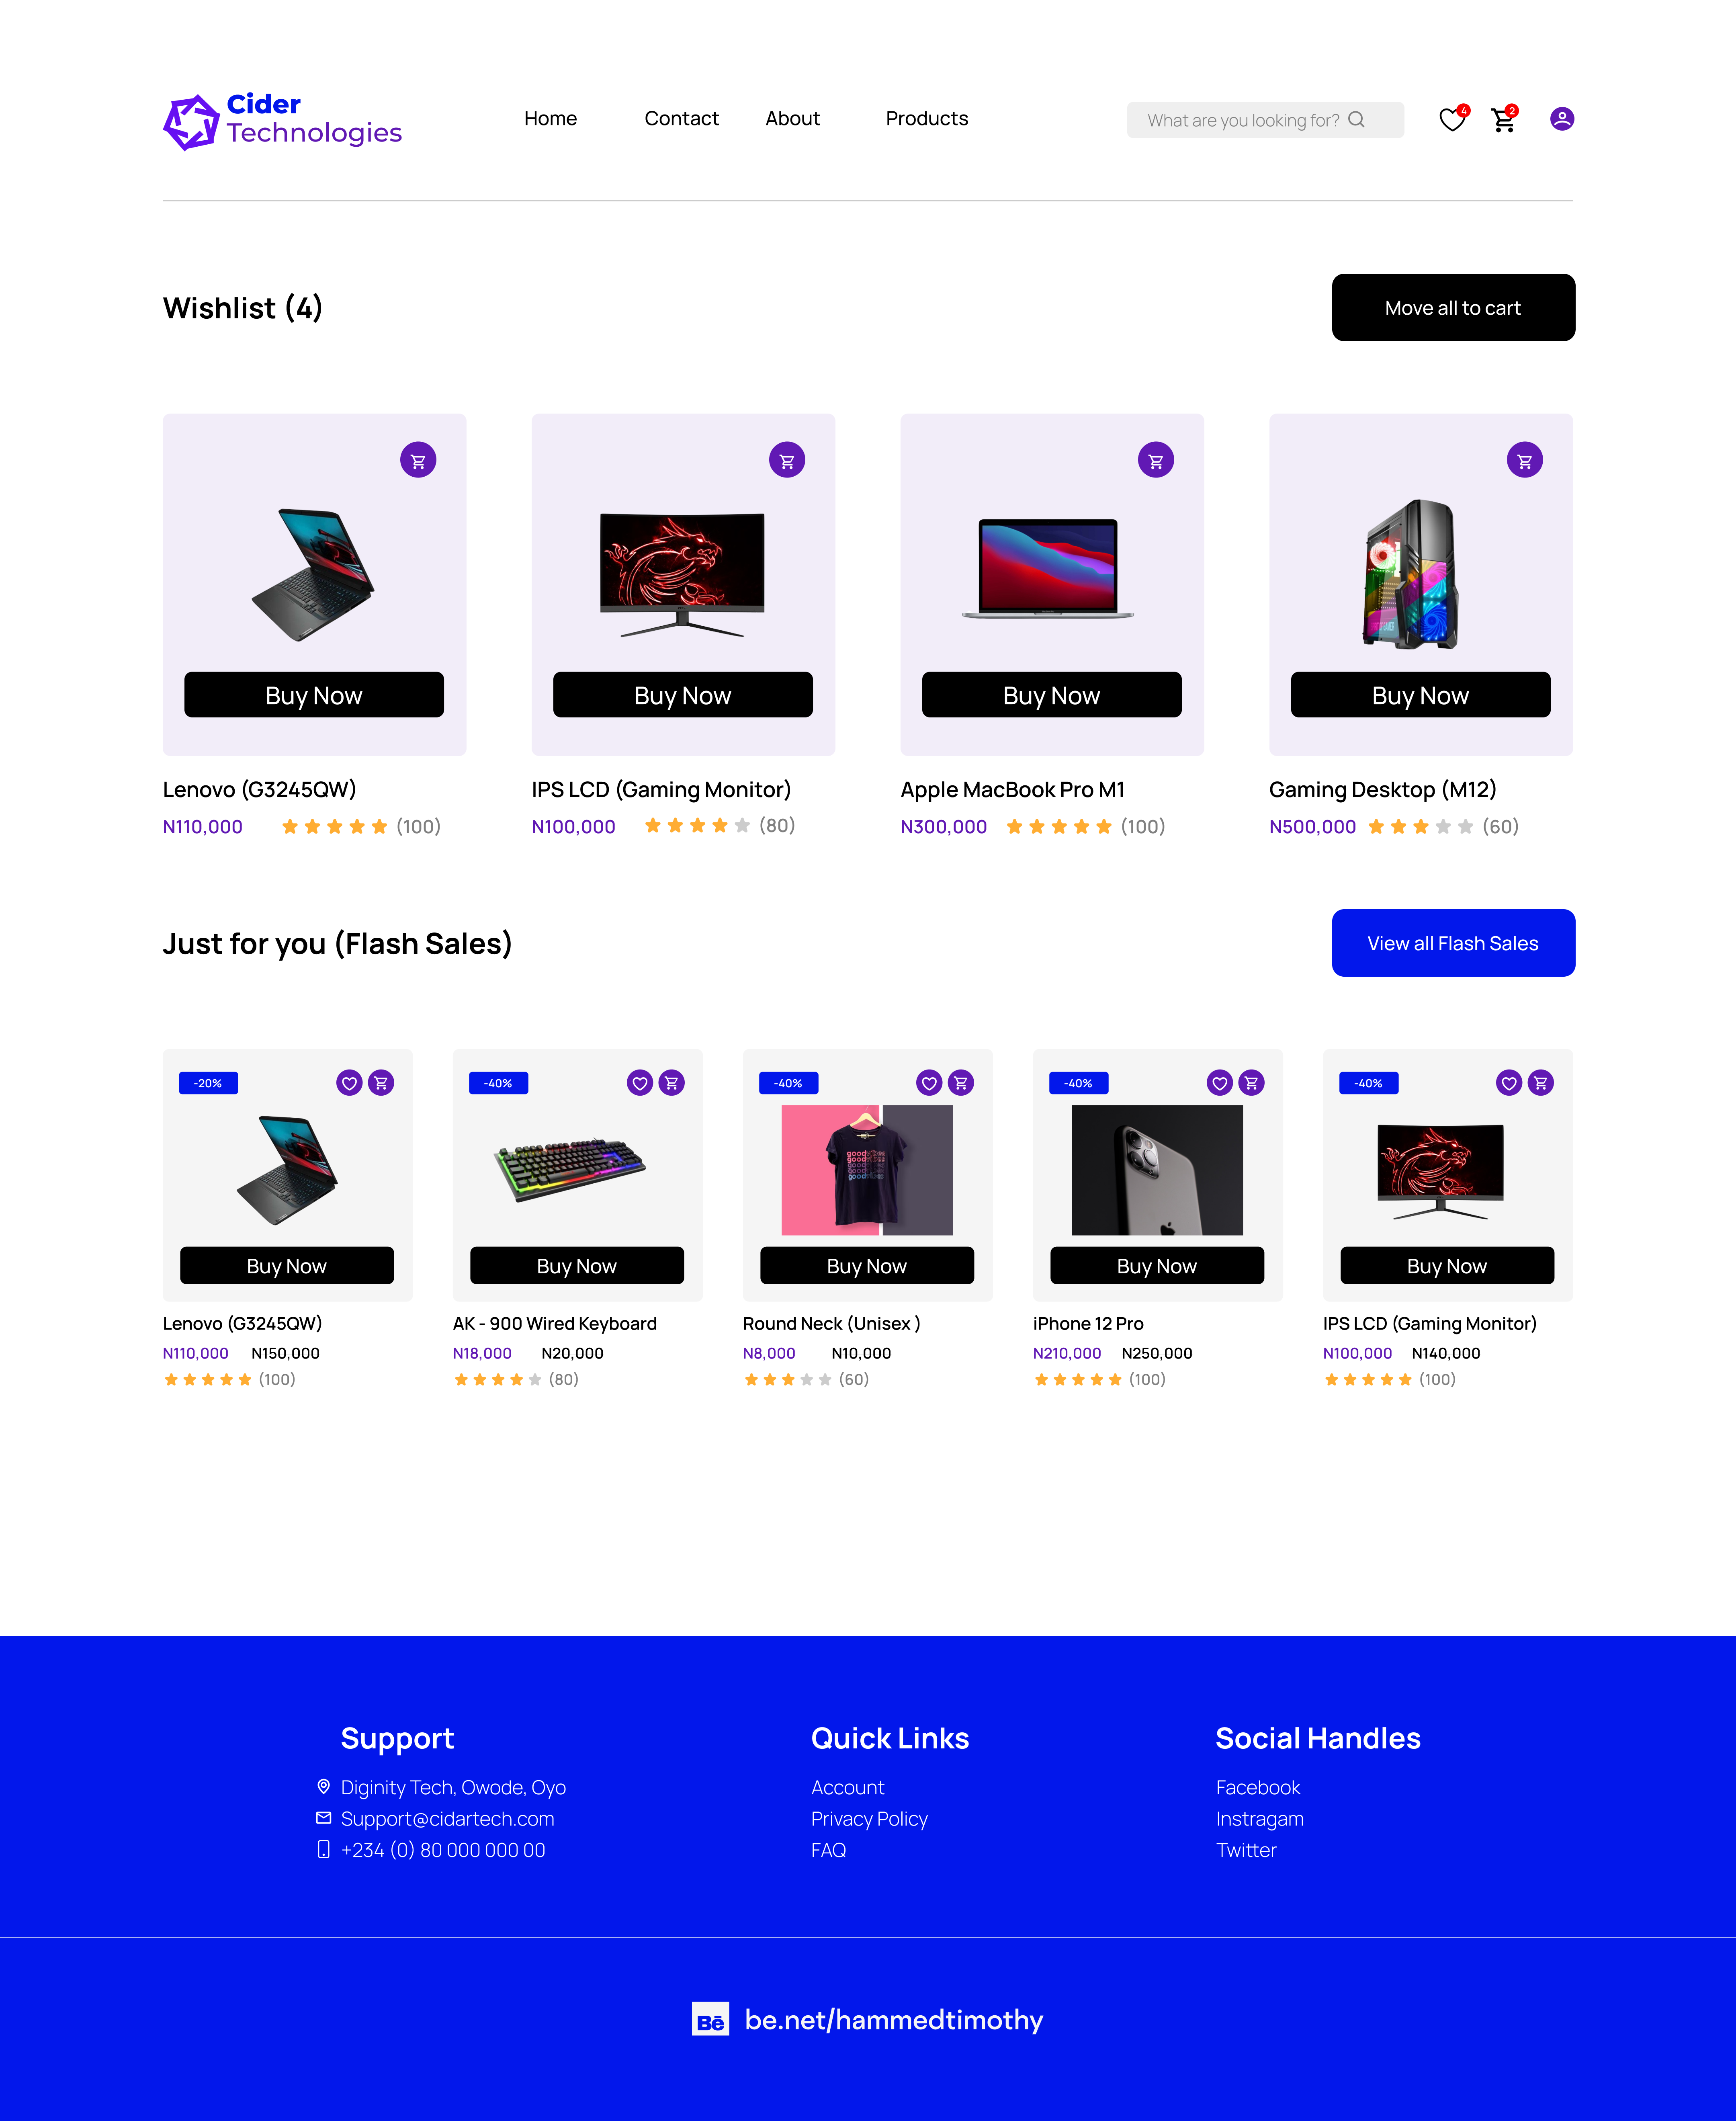 Cider
Technologies
Home Contact About Products
What are you looking for?
4
2
Wishlist (4)
Move all to cart
Buy Now Buy Now Buy Now Buy Now
Lenovo (G3245QW) IPS LCD (Gaming Monitor) Apple MacBook Pro M1 Gaming Desktop (M12)
N110,000 (100) N100,000 (80) N300,000 (100) N500,000 (60)
Just for you (Flash Sales)
View all Flash Sales
-20% -40% -40% -40% -40%
goodvibes
goodvibes
goodvibes
goodvibes
goodvibes
Buy Now Buy Now Buy Now Buy Now Buy Now
Lenovo (G3245QW) AK - 900 Wired Keyboard Round Neck (Unisex ) iPhone 12 Pro IPS LCD (Gaming Monitor)
N110,000 N150,000 N18,000 N20,000 N8,000 N10,000 N210,000 N250,000 N100,000 N140,000
(100) (80) (60) (100) (100)
Support Quick Links Social Handles
Diginity Tech, Owode, Oyo Account Facebook
Support@cidartech.com Privacy Policy Instragam
+234 (0) 80 000 000 00 FAQ Twitter
Bē be.net/hammedtimothy